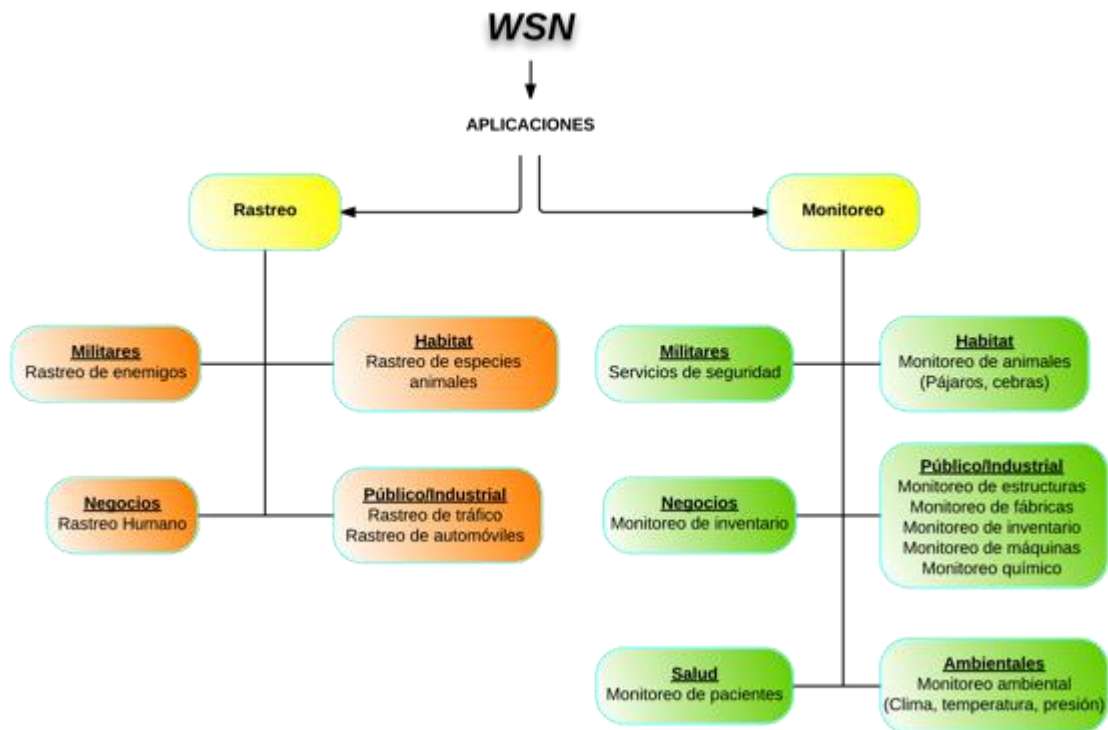 WSN
APLICACIONES
Rastreo
Monitoreo
Militares
Rastreo de enemigos
Habitat
Rastreo de especies
animales
Negocios
Rastreo Humano
Público/Industrial
Rastreo de tráfico
Rastreo de automóviles
Militares
Servicios de seguridad
Habitat
Monitoreo de animales
(Pájaros, cebras)
Negocios
Monitoreo de inventario
Público/Industrial
Monitoreo de estructuras
Monitoreo de fábricas
Monitoreo de inventario
Monitoreo de máquinas
Monitoreo químico
Salud
Monitoreo de pacientes
Ambientales
Monitoreo ambiental
(Clima, temperatura, presión)